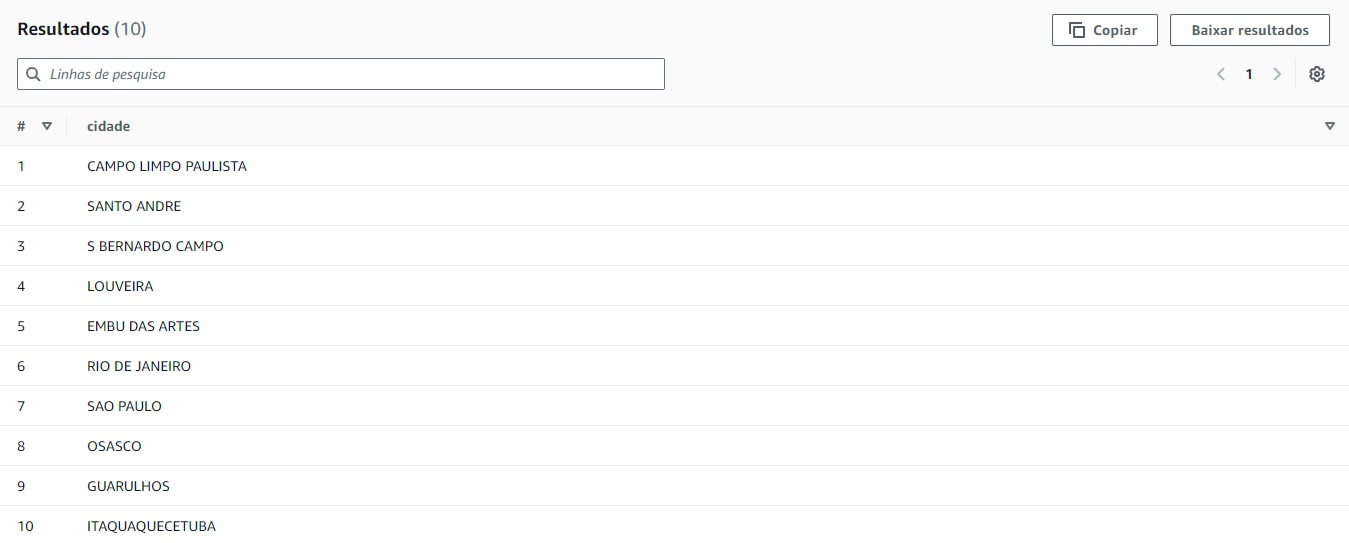 Resultados (10)
Copiar
Baixar resultados
Linhas de pesquisa
1
# cidade
1 CAMPO LIMPO PAULISTA
2 SANTO ANDRE
3 S BERNARDO CAMPO
4 LOUVEIRA
5 EMBU DAS ARTES
6 RIO DE JANEIRO
7 SAO PAULO
8 OSASCO
9 GUARULHOS
10 ITAQUAQUECETUBA